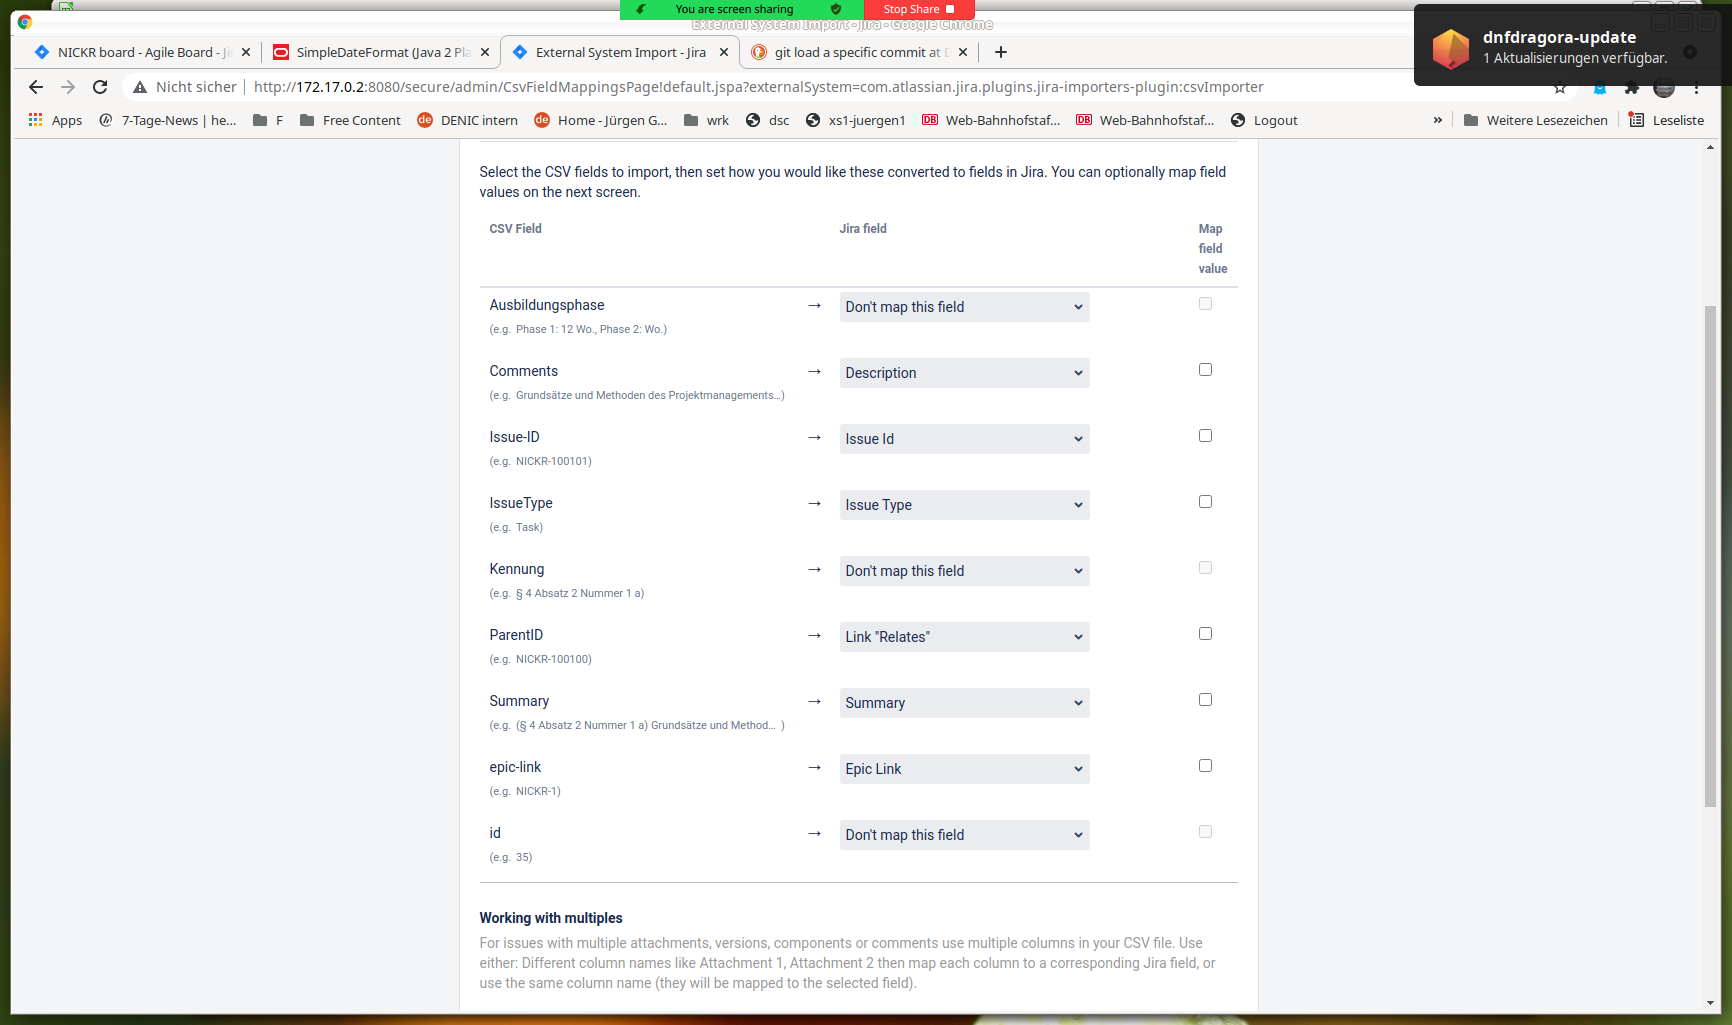 You are screen sharing
Stop Share
External System Import - Jira - Google Chrome
dnfdragora-update
1 Aktualisierungen verfügbar.
NICKR board - Agile Board - Ji
SimpleDateFormat (Java 2 Pla
External System Import - Jira
git load a specific commit at D
Nicht sicher
http://172.17.0.2:8080/secure/admin/CsvFieldMappingsPage!default.jspa?externalSystem=com.atlassian.jira.plugins.jira-importers-plugin:csvImporter
Apps
7-Tage-News | he...
F
Free Content
DENIC intern
Home - Jürgen G...
wrk
dsc
xs1-juergen1
Web-Bahnhofstaf...
Web-Bahnhofstaf...
Logout
»
Weitere Lesezeichen
Leseliste
Select the CSV fields to import, then set how you would like these converted to fields in Jira. You can optionally map field
values on the next screen.
CSV Field
Jira field
Map
field
value
Ausbildungsphase → Don't map this field
(e.g. Phase 1: 12 Wo., Phase 2: Wo.)
Comments → Description
(e.g. Grundsätze und Methoden des Projektmanagements…)
Issue-ID → Issue Id
(e.g. NICKR-100101)
IssueType → Issue Type
(e.g. Task)
Kennung → Don't map this field
(e.g. § 4 Absatz 2 Nummer 1 a)
ParentID → Link "Relates"
(e.g. NICKR-100100)
Summary → Summary
(e.g. (§ 4 Absatz 2 Nummer 1 a) Grundsätze und Method… )
epic-link → Epic Link
(e.g. NICKR-1)
id → Don't map this field
(e.g. 35)
Working with multiples
For issues with multiple attachments, versions, components or comments use multiple columns in your CSV file. Use
either: Different column names like Attachment 1, Attachment 2 then map each column to a corresponding Jira field, or
use the same column name (they will be mapped to the selected field).